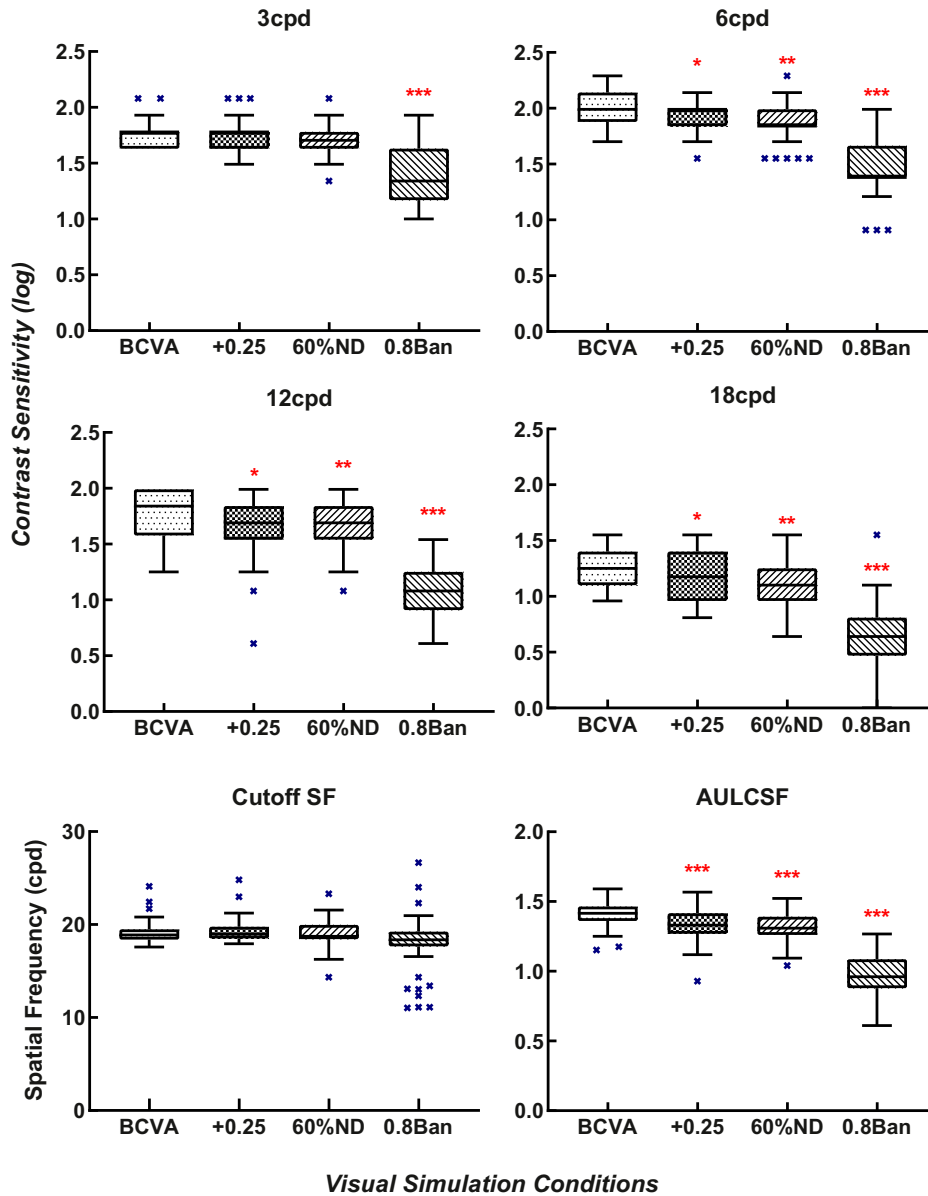 3cpd
2.5
2.0
1.5
1.0
0.5
0.0
***
BCVA +0.25 60%ND 0.8Ban
6cpd
2.5
2.0
1.5
1.0
0.5
0.0
* ** ***
BCVA +0.25 60%ND 0.8Ban
Contrast Sensitivity (log)
12cpd
2.5
2.0
1.5
1.0
0.5
0.0
* ** ***
BCVA +0.25 60%ND 0.8Ban
18cpd
2.5
2.0
1.5
1.0
0.5
0.0
* ** ***
BCVA +0.25 60%ND 0.8Ban
Cutoff SF
Spatial Frequency (cpd)
30
20
10
0
BCVA +0.25 60%ND 0.8Ban
AULCSF
2.0
1.5
1.0
0.5
0.0
*** *** ***
BCVA +0.25 60%ND 0.8Ban
Visual Simulation Conditions